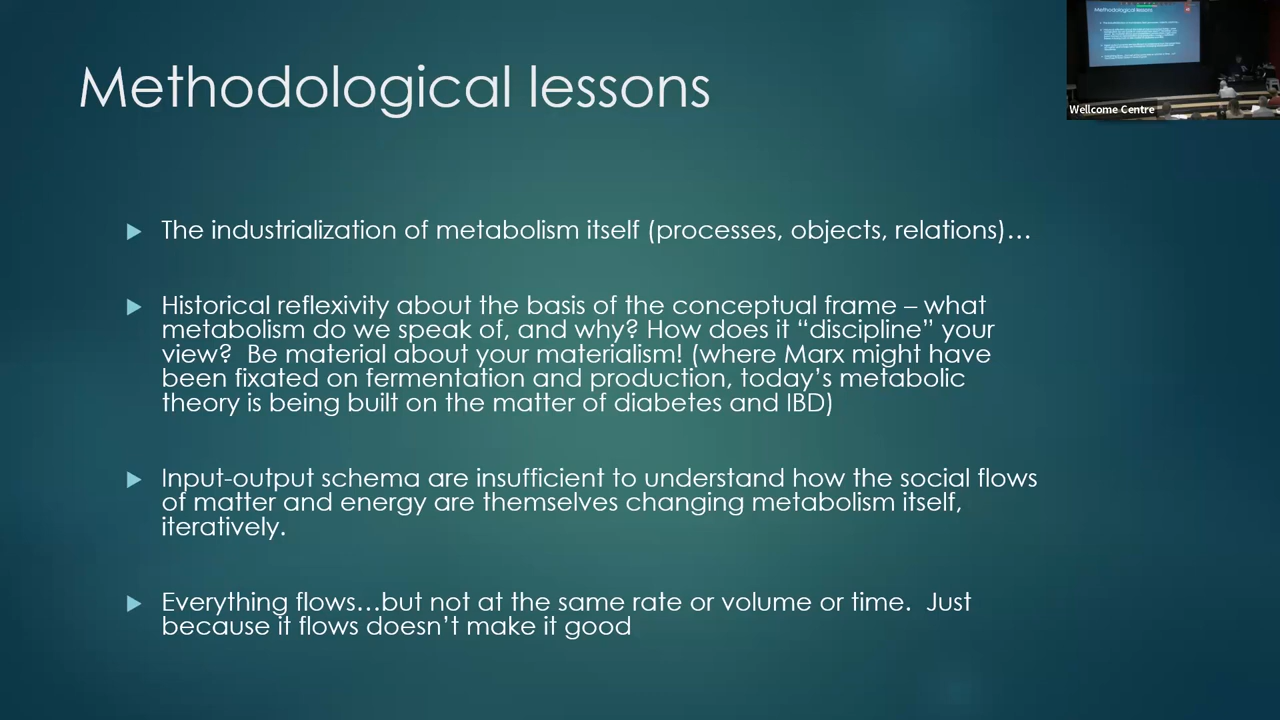 Methodological lessons
Methodological lessons
Wellcome Centre
The industrialization of metabolism itself (processes, objects, relations)…
Historical reflexivity about the basis of the conceptual frame – what
metabolism do we speak of, and why? How does it “discipline” your
view?  Be material about your materialism! (where Marx might have
been fixated on fermentation and production, today’s metabolic
theory is being built on the matter of diabetes and IBD)
Input-output schema are insufficient to understand how the social flows
of matter and energy are themselves changing metabolism itself,
iteratively.
Everything flows…but not at the same rate or volume or time.  Just
because it flows doesn’t make it good